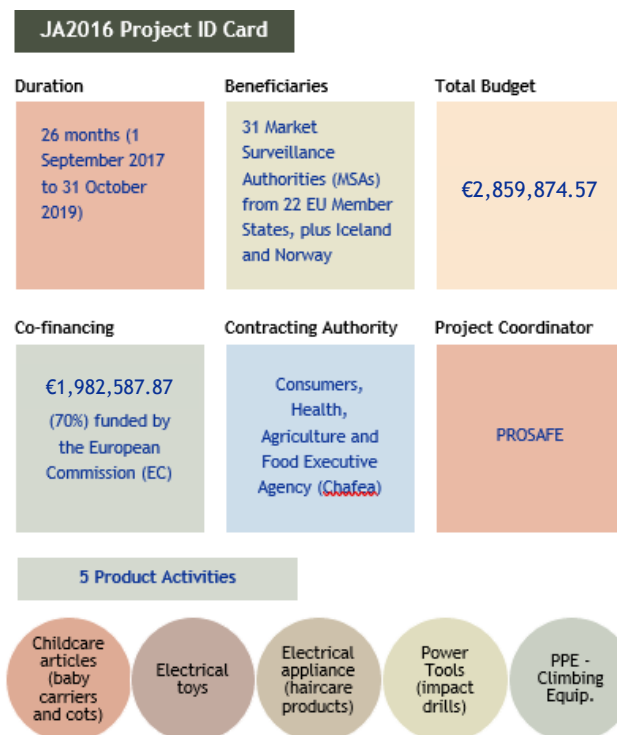 JA2016 Project ID Card
Duration
Beneficiaries
Total Budget
26 months (1
September 2017
to 31 October
2019)
31 Market
Surveillance
Authorities (MSAs)
from 22 EU Member
States, plus Iceland
and Norway
€2,859,874.57
Co-financing
Contracting Authority
Project Coordinator
€1,982,587.87
(70%) funded by
the European
Commission (EC)
Consumers,
Health,
Agriculture and
Food Executive
Agency (Chafea)
PROSAFE
5 Product Activities
Childcare
articles
(baby
carriers
and cots)
Electrical
toys
Electrical
appliance
(haircare
products)
Power
Tools
(impact
drills)
PPE -
Climbing
Equip.